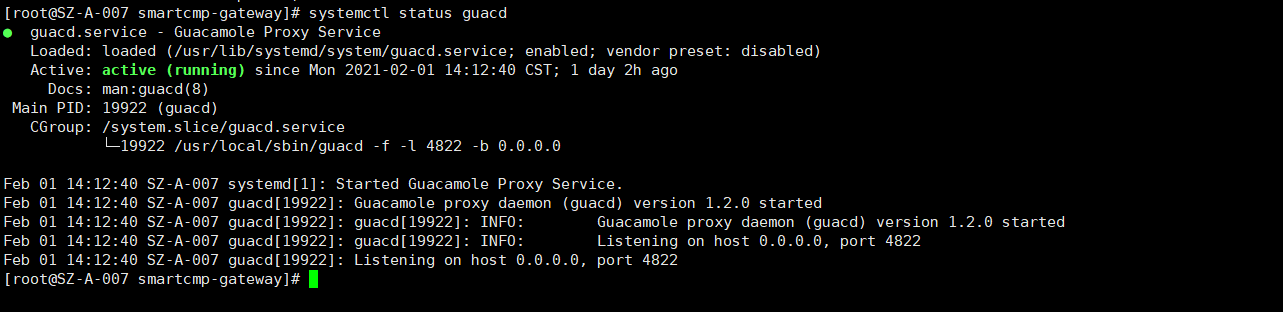 [root@SZ-A-007 smartcmp-gateway]# systemctl status guacd
● guacd.service - Guacamole Proxy Service
   Loaded: loaded (/usr/lib/systemd/system/guacd.service; enabled; vendor preset: disabled)
   Active: active (running) since Mon 2021-02-01 14:12:40 CST; 1 day 2h ago
     Docs: man:guacd(8)
 Main PID: 19922 (guacd)
   CGroup: /system.slice/guacd.service
           └─19922 /usr/local/sbin/guacd -f -l 4822 -b 0.0.0.0

Feb 01 14:12:40 SZ-A-007 systemd[1]: Started Guacamole Proxy Service.
Feb 01 14:12:40 SZ-A-007 guacd[19922]: Guacamole proxy daemon (guacd) version 1.2.0 started
Feb 01 14:12:40 SZ-A-007 guacd[19922]: guacd[19922]: INFO:        Guacamole proxy daemon (guacd) version 1.2.0 started
Feb 01 14:12:40 SZ-A-007 guacd[19922]: guacd[19922]: INFO:        Listening on host 0.0.0.0, port 4822
Feb 01 14:12:40 SZ-A-007 guacd[19922]: Listening on host 0.0.0.0, port 4822
[root@SZ-A-007 smartcmp-gateway]#